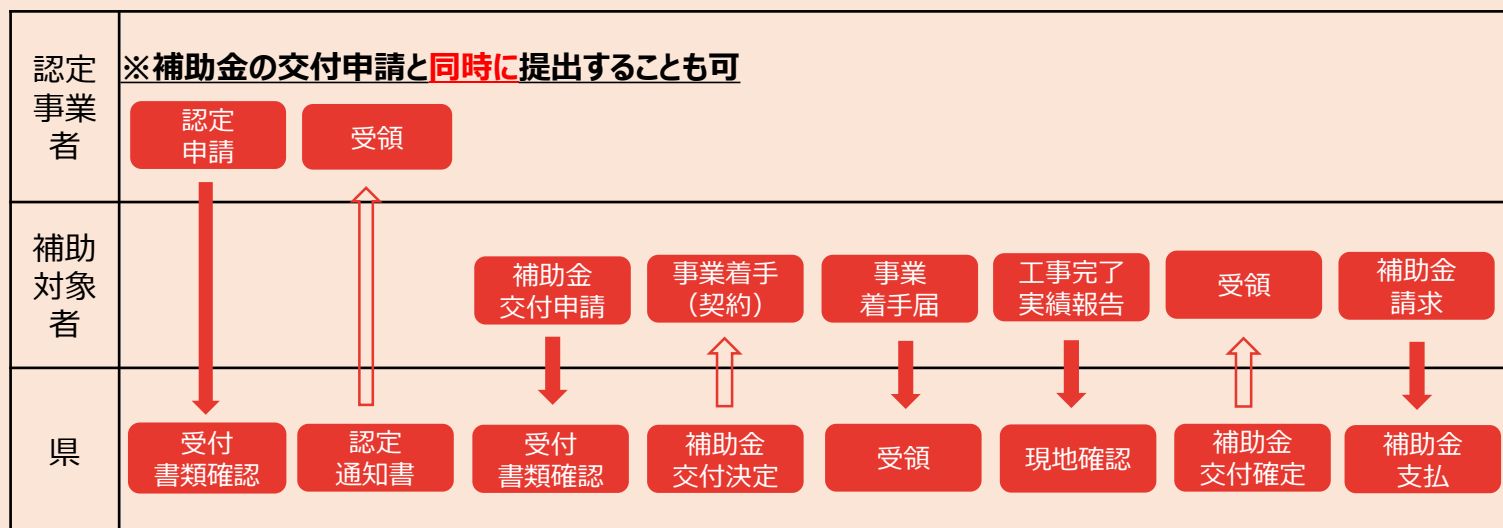 認定
事業
者
※補助金の交付申請と同時に提出することも可
認定
申請
受領
補助
対象
者
補助金
交付申請
事業着手
（契約）
事業
着手届
工事完了
実績報告
受領
補助金
請求
県
受付
書類確認
認定
通知書
受付
書類確認
補助金
交付決定
受領
現地確認
補助金
交付確定
補助金
支払